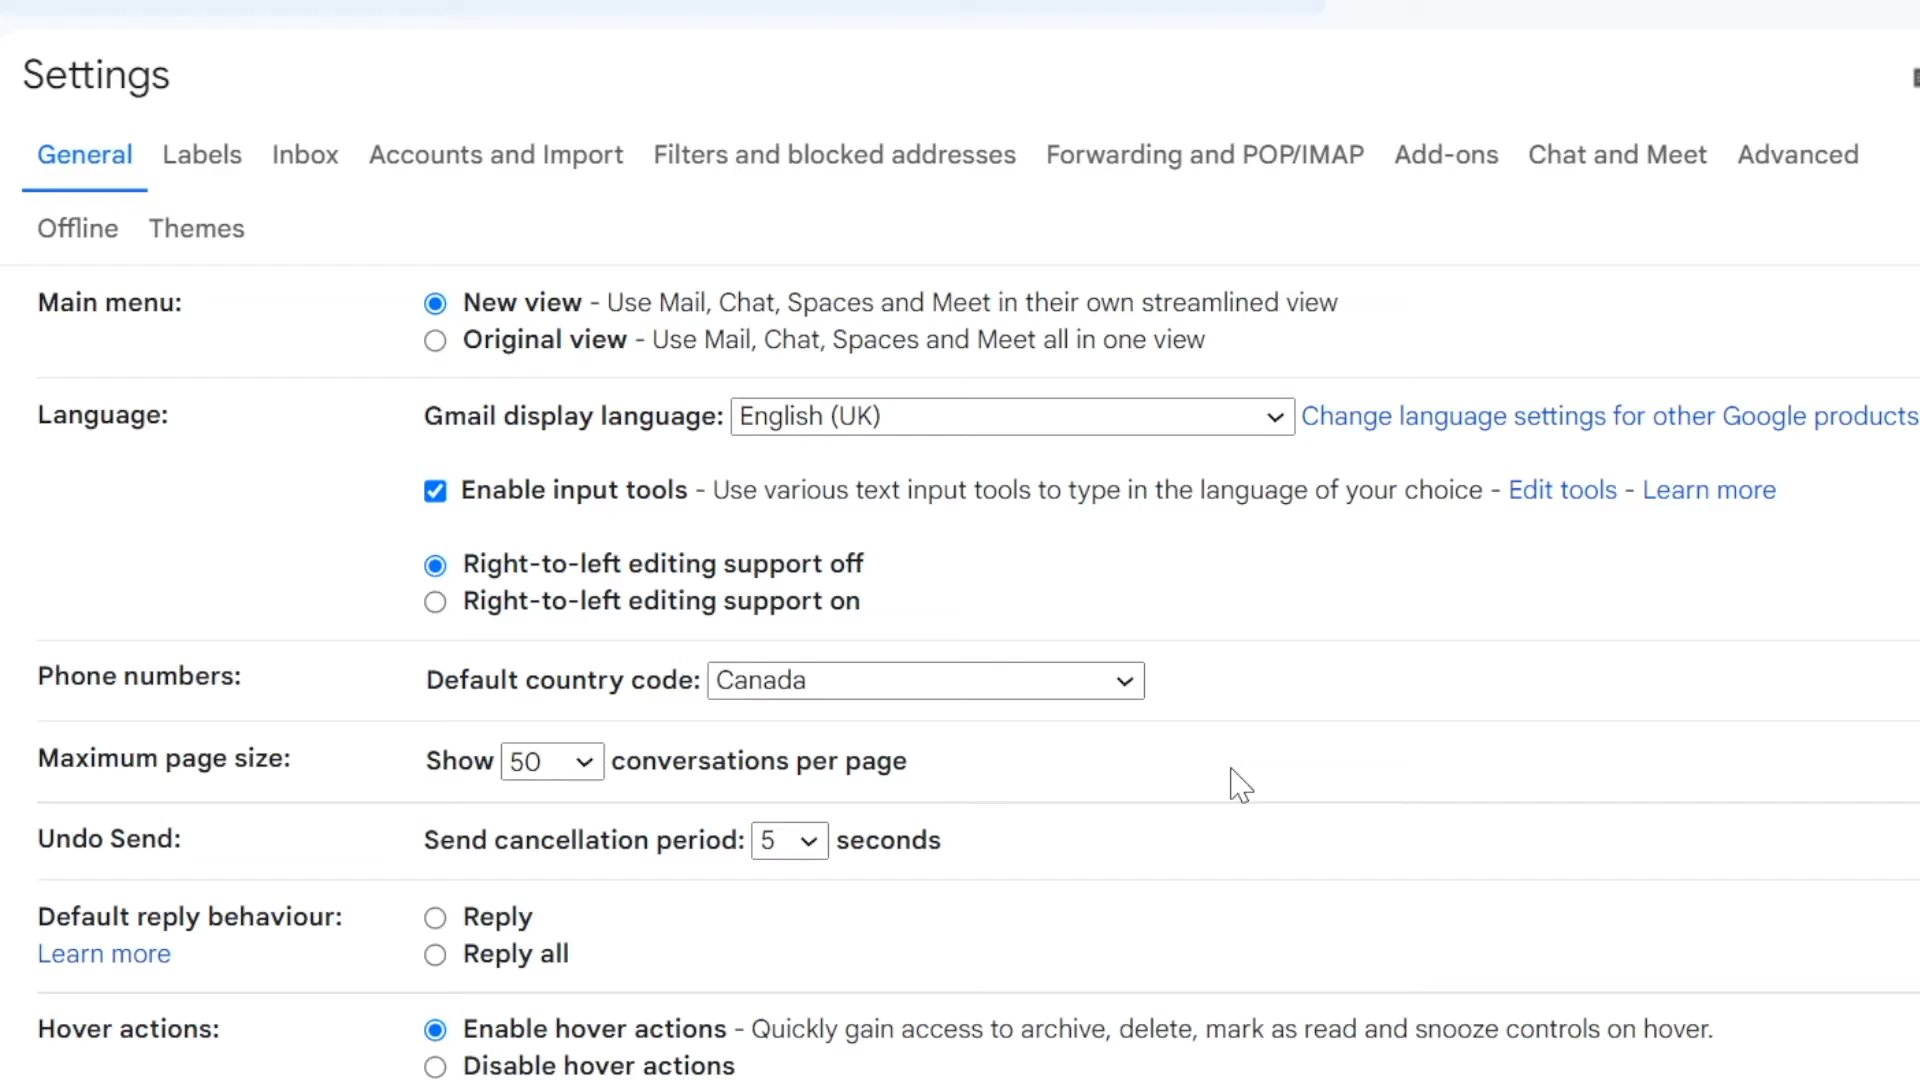 Settings
General Labels Inbox Accounts and Import Filters and blocked addresses Forwarding and POP/IMAP Add-ons Chat and Meet Advanced
Offline Themes
Main menu: New view - Use Mail, Chat, Spaces and Meet in their own streamlined view
Original view - Use Mail, Chat, Spaces and Meet all in one view
Language: Gmail display language: English (UK) Change language settings for other Google products
Enable input tools - Use various text input tools to type in the language of your choice - Edit tools - Learn more
Right-to-left editing support off
Right-to-left editing support on
Phone numbers: Default country code: Canada
Maximum page size: Show 50 conversations per page
Undo Send: Send cancellation period: 5 seconds
Default reply behaviour: Reply
Learn more Reply all
Hover actions: Enable hover actions - Quickly gain access to archive, delete, mark as read and snooze controls on hover.
Disable hover actions